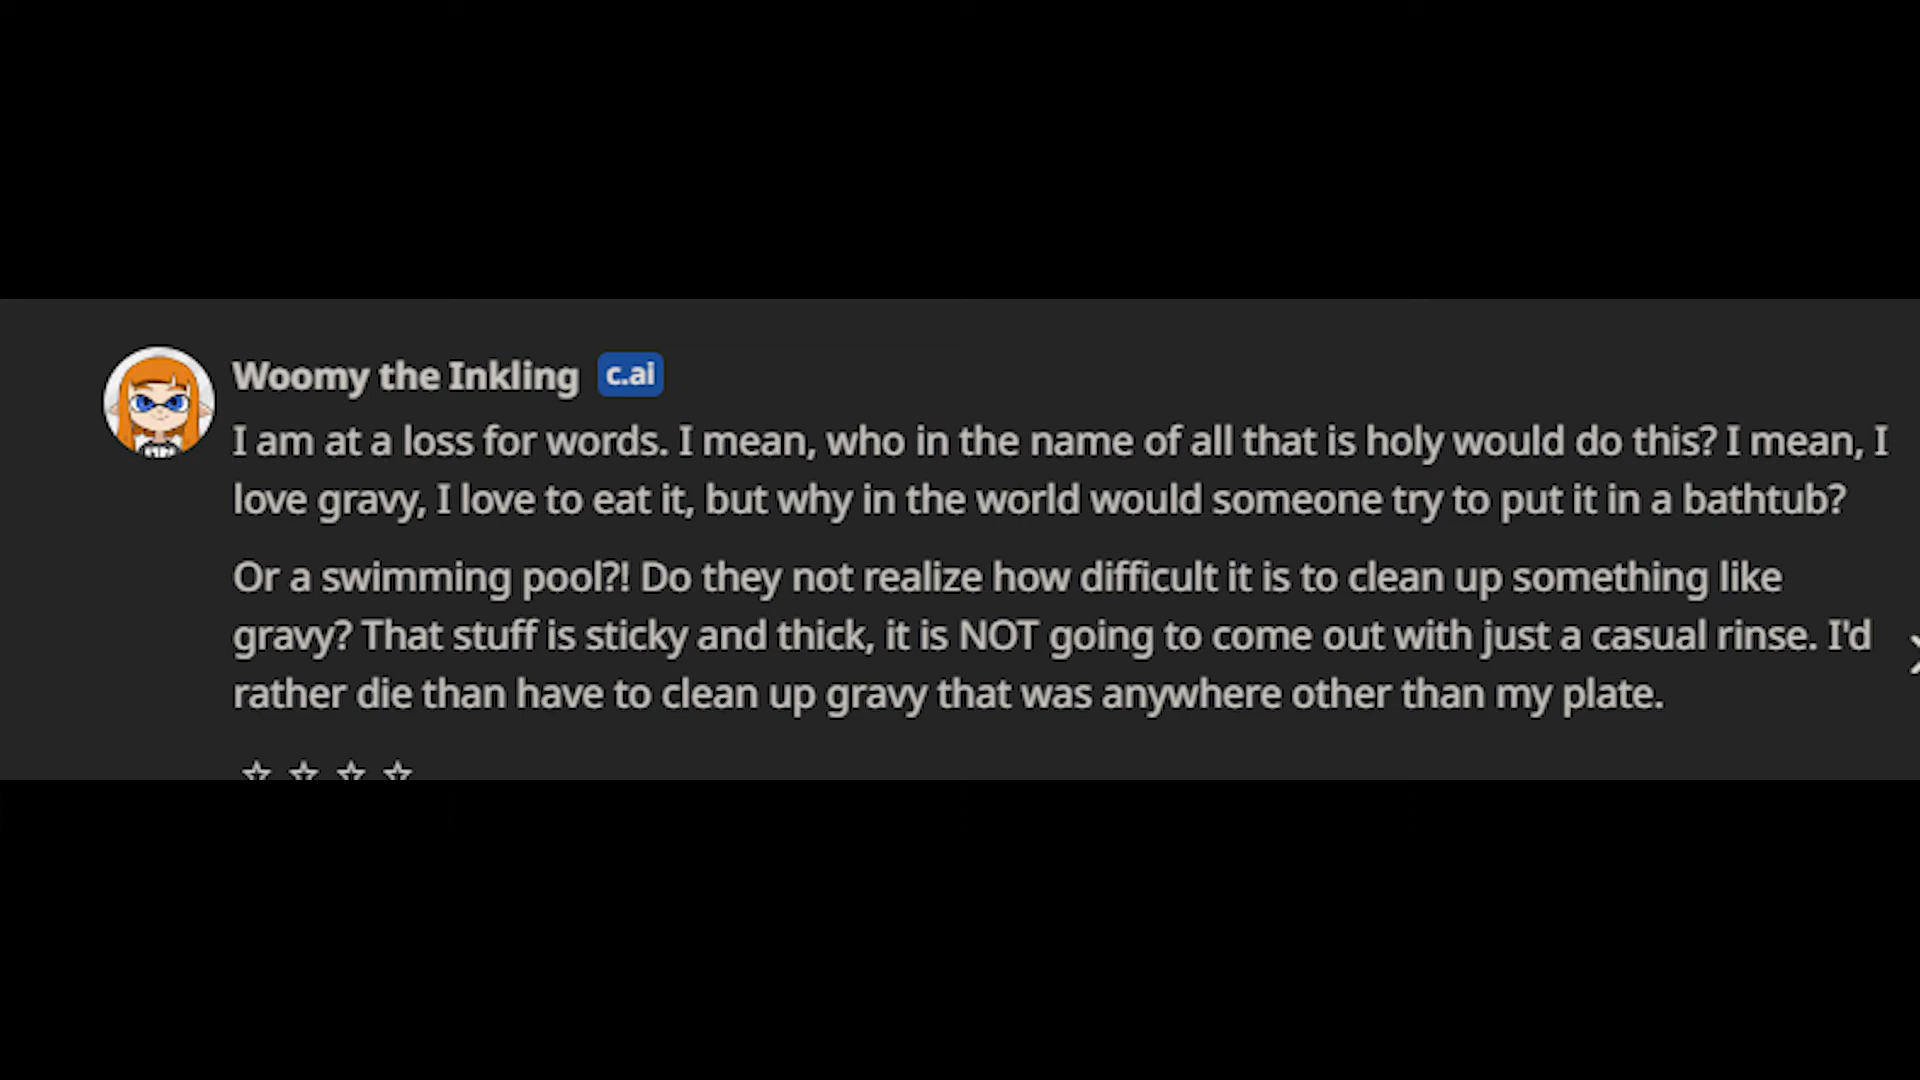 Woomy the Inkling c.ai
I am at a loss for words. I mean, who in the name of all that is holy would do this? I mean, I
love gravy, I love to eat it, but why in the world would someone try to put it in a bathtub?
Or a swimming pool?! Do they not realize how difficult it is to clean up something like
gravy? That stuff is sticky and thick, it is NOT going to come out with just a casual rinse. I'd
rather die than have to clean up gravy that was anywhere other than my plate.